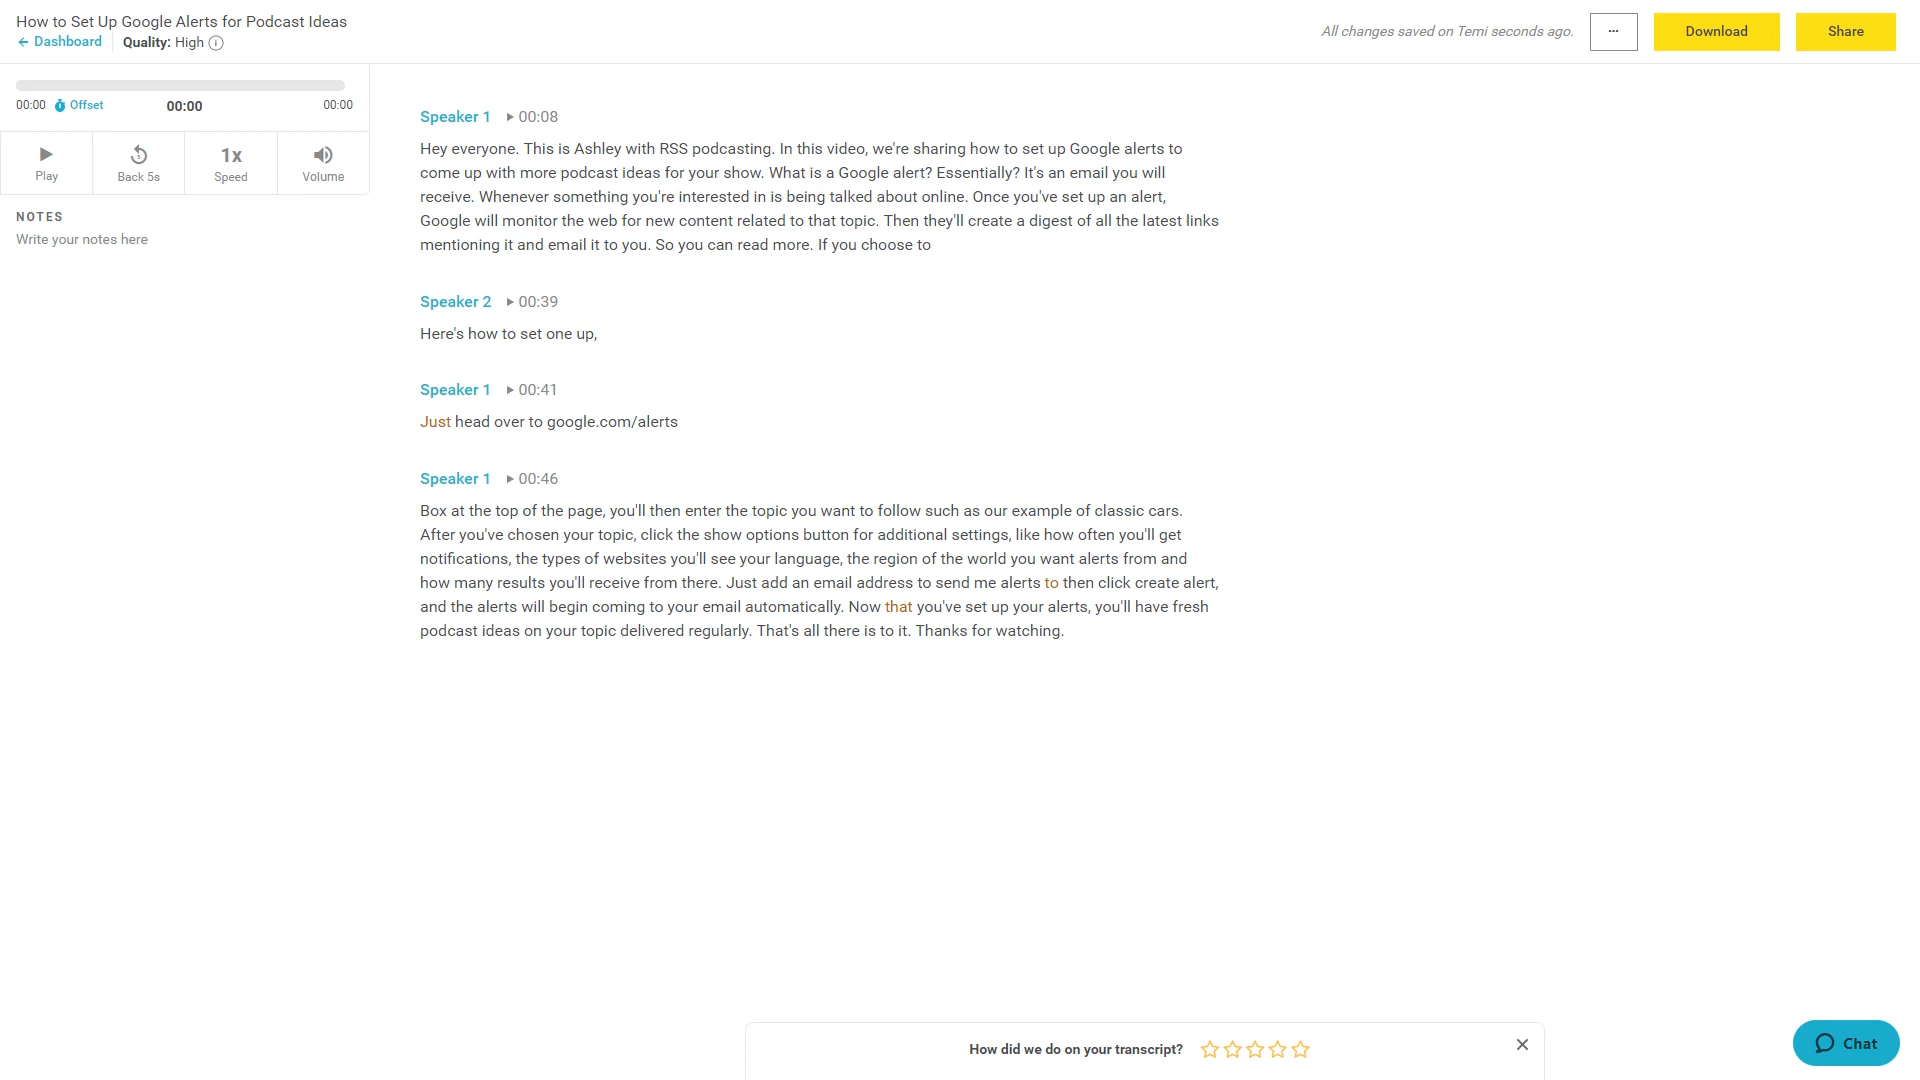 How to Set Up Google Alerts for Podcast Ideas
← Dashboard Quality: High
All changes saved on Temi seconds ago.
...
Download
Share
00:00 Offset 00:00 00:00
Play
Back 5s
1x
Speed
Volume
NOTES
Write your notes here
Speaker 1 00:08
Hey everyone. This is Ashley with RSS podcasting. In this video, we're sharing how to set up Google alerts to
come up with more podcast ideas for your show. What is a Google alert? Essentially? It's an email you will
receive. Whenever something you're interested in is being talked about online. Once you've set up an alert,
Google will monitor the web for new content related to that topic. Then they'll create a digest of all the latest links
mentioning it and email it to you. So you can read more. If you choose to
Speaker 2 00:39
Here's how to set one up,
Speaker 1 00:41
Just head over to google.com/alerts
Speaker 1 00:46
Box at the top of the page, you'll then enter the topic you want to follow such as our example of classic cars.
After you've chosen your topic, click the show options button for additional settings, like how often you'll get
notifications, the types of websites you'll see your language, the region of the world you want alerts from and
how many results you'll receive from there. Just add an email address to send me alerts to then click create alert,
and the alerts will begin coming to your email automatically. Now that you've set up your alerts, you'll have fresh
podcast ideas on your topic delivered regularly. That's all there is to it. Thanks for watching.
How did we do on your transcript?
Chat